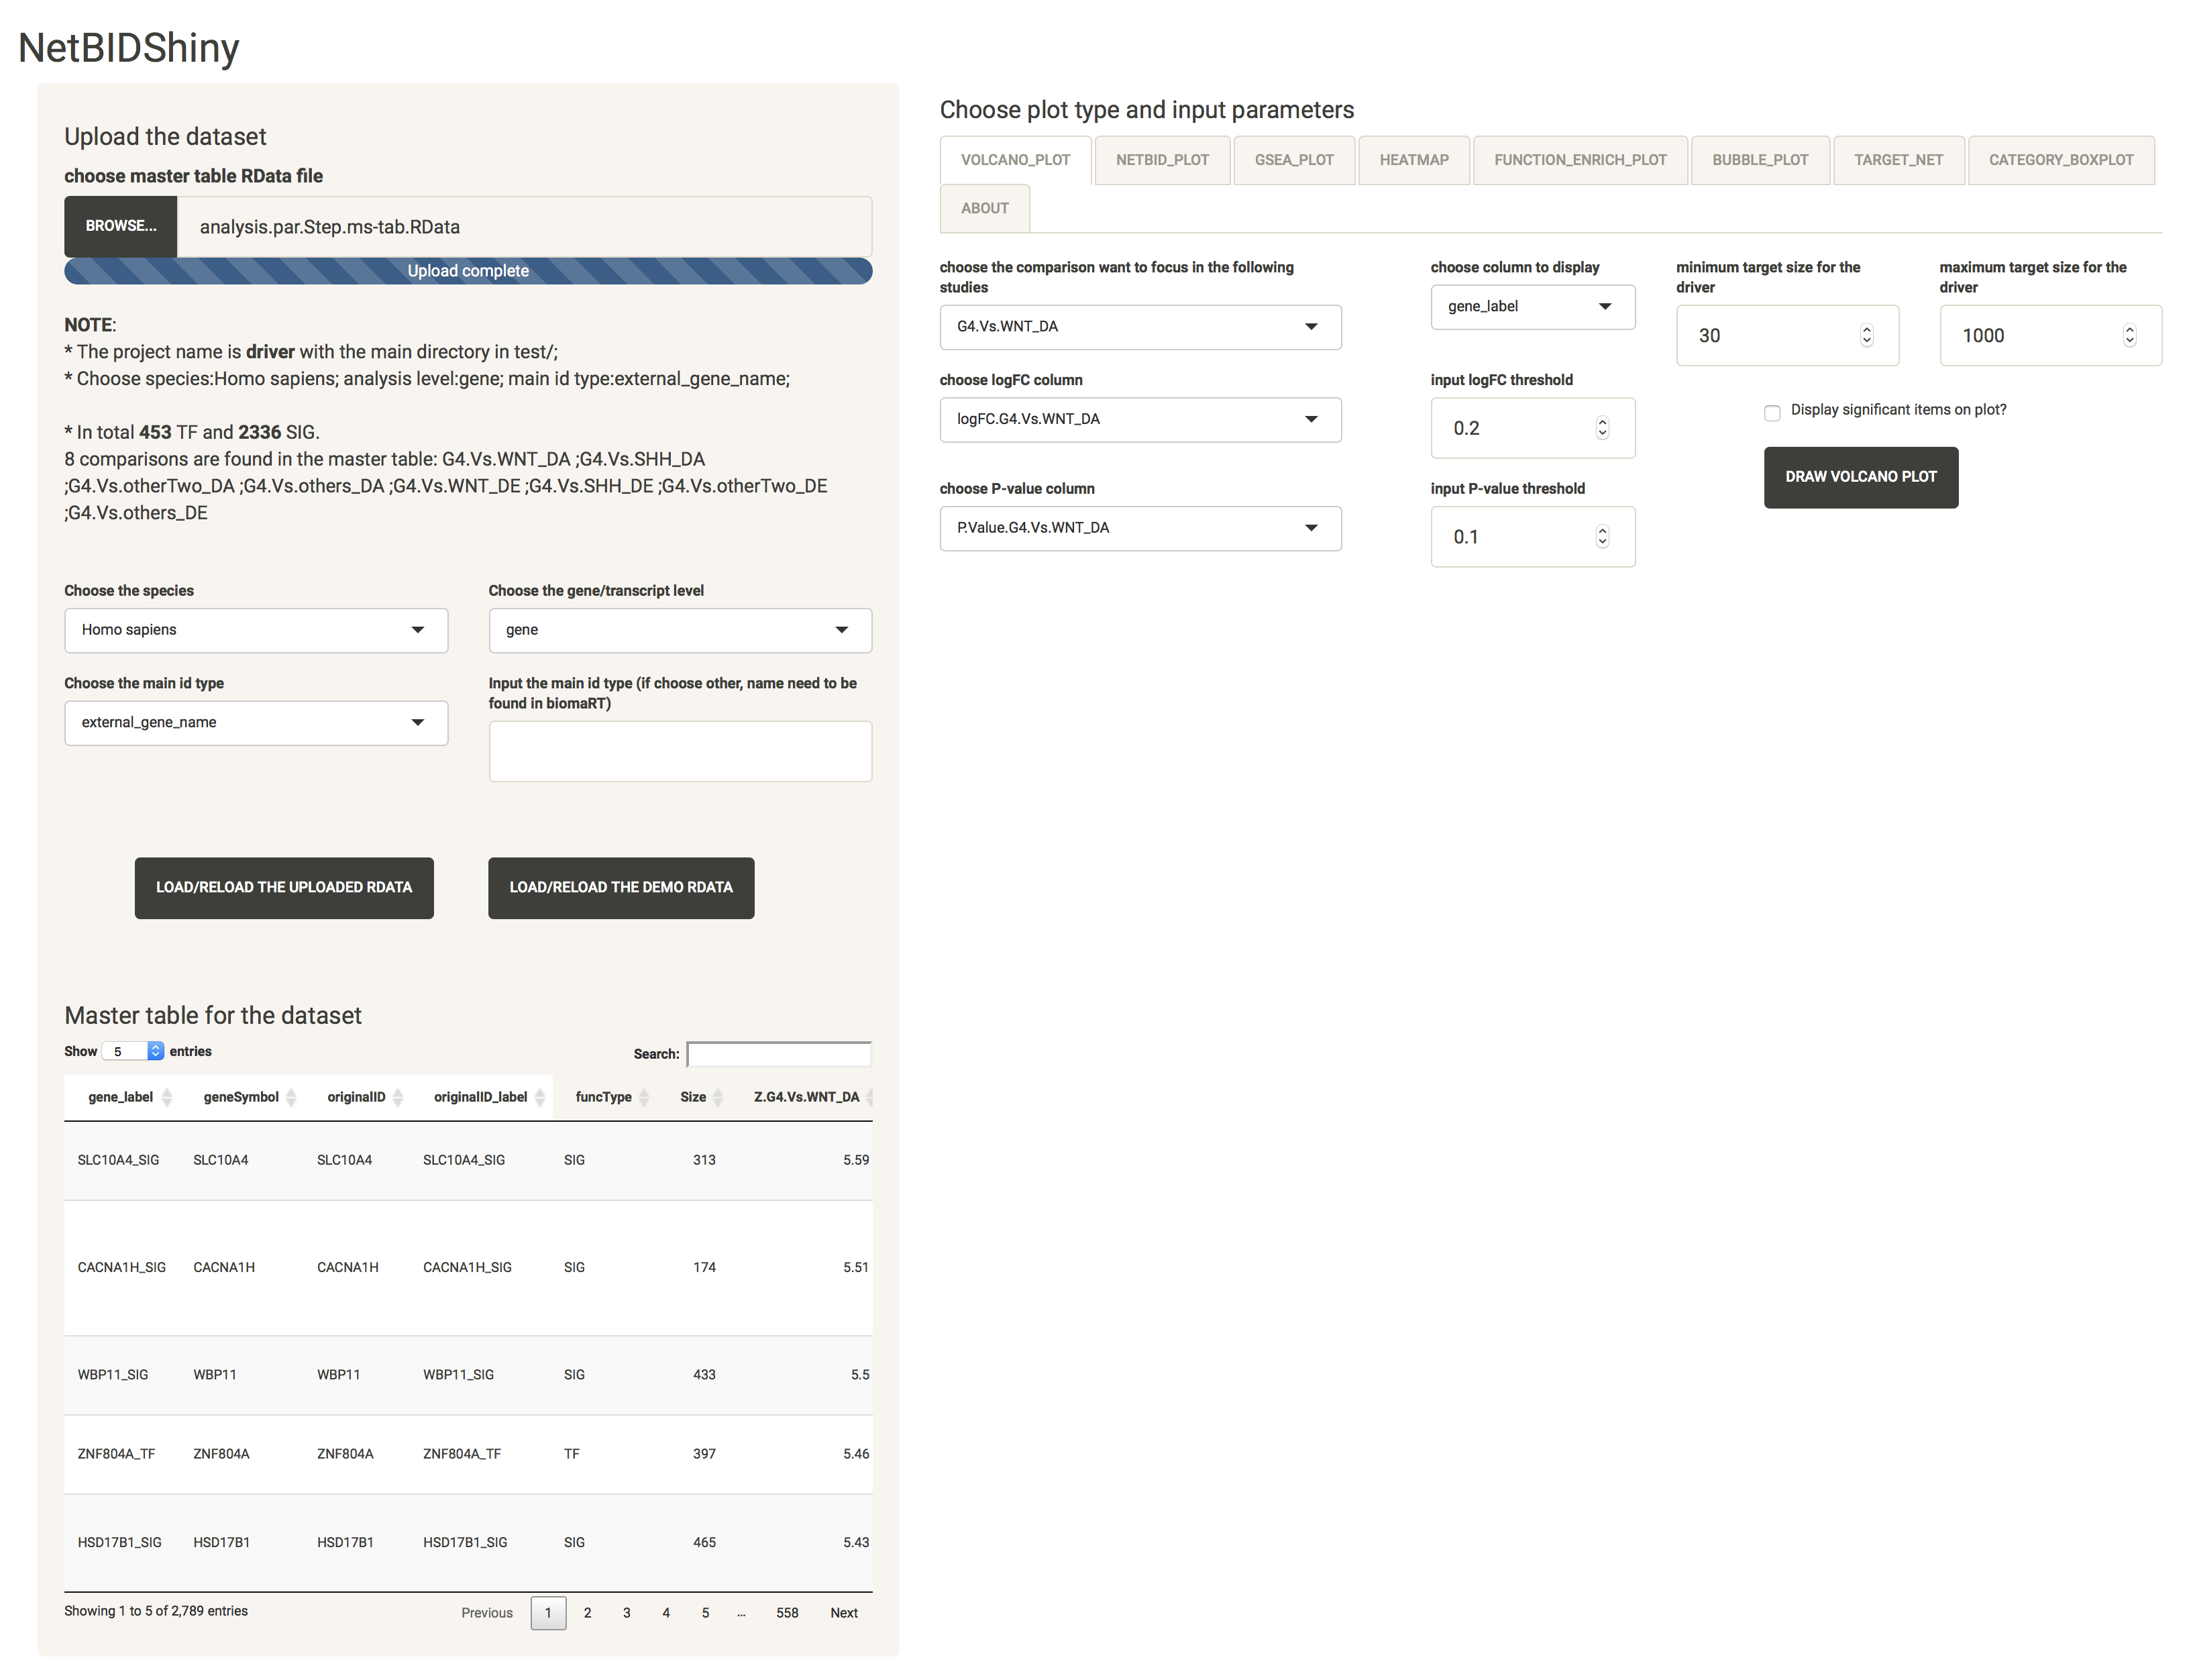 NetBIDShiny
Upload the dataset
choose master table RData file
BROWSE...
analysis.par.Step.ms-tab.RData
Upload complete
NOTE:
* The project name is driver with the main directory in test/;
* Choose species:Homo sapiens; analysis level:gene; main id type:external_gene_name;
* In total 453 TF and 2336 SIG.
8 comparisons are found in the master table: G4.Vs.WNT_DA ;G4.Vs.SHH_DA
;G4.Vs.otherTwo_DA ;G4.Vs.others_DA ;G4.Vs.WNT_DE ;G4.Vs.SHH_DE ;G4.Vs.otherTwo_DE
;G4.Vs.others_DE
Choose the species
Homo sapiens
Choose the gene/transcript level
gene
Choose the main id type
external_gene_name
Input the main id type (if choose other, name need to be
found in biomaRT)
LOAD/RELOAD THE UPLOADED RDATA
LOAD/RELOAD THE DEMO RDATA
Master table for the dataset
Show 5 entries
Search:
gene_label geneSymbol originalID originalID_label funcType Size Z.G4.Vs.WNT_DA
SLC10A4_SIG SLC10A4 SLC10A4 SLC10A4_SIG SIG 313 5.59
CACNA1H_SIG CACNA1H CACNA1H CACNA1H_SIG SIG 174 5.51
WBP11_SIG WBP11 WBP11 WBP11_SIG SIG 433 5.5
ZNF804A_TF ZNF804A ZNF804A ZNF804A_TF TF 397 5.46
HSD17B1_SIG HSD17B1 HSD17B1 HSD17B1_SIG SIG 465 5.43
Showing 1 to 5 of 2,789 entries
Previous 1 2 3 4 5 ... 558 Next
Choose plot type and input parameters
VOLCANO_PLOT NETBID_PLOT GSEA_PLOT HEATMAP FUNCTION_ENRICH_PLOT BUBBLE_PLOT TARGET_NET CATEGORY_BOXPLOT
ABOUT
choose the comparison want to focus in the following
studies
G4.Vs.WNT_DA
choose column to display
gene_label
minimum target size for the
driver
30
maximum target size for the
driver
1000
choose logFC column
logFC.G4.Vs.WNT_DA
input logFC threshold
0.2
Display significant items on plot?
DRAW VOLCANO PLOT
choose P-value column
P.Value.G4.Vs.WNT_DA
input P-value threshold
0.1